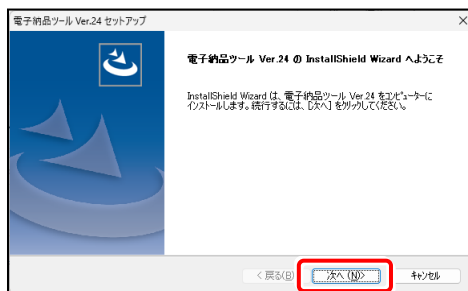 電子納品ツール Ver.24 セットアップ
電子納品ツール Ver.24 の InstallShield Wizard へようこそ
InstallShield Wizard は、電子納品ツール Ver.24 をコンピューターに
インストールします。続行するには、[次へ] をクリックしてください。
< 戻る(B)
次へ (N)>
キャンセル